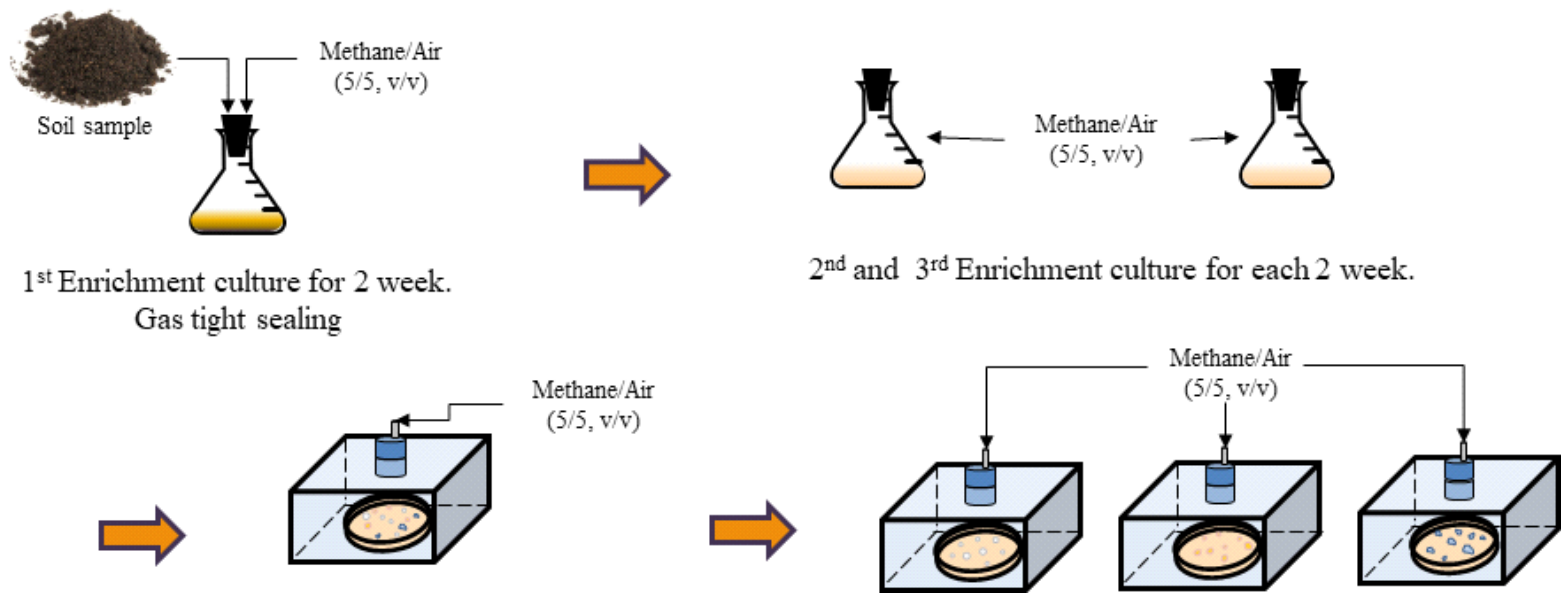 Methane/Air
(5/5, v/v)
Soil sample
Methane/Air
(5/5, v/v)
1st Enrichment culture for 2 week.
Gas tight sealing
2nd and 3rd Enrichment culture for each 2 week.
Methane/Air
(5/5, v/v)
Methane/Air
(5/5, v/v)